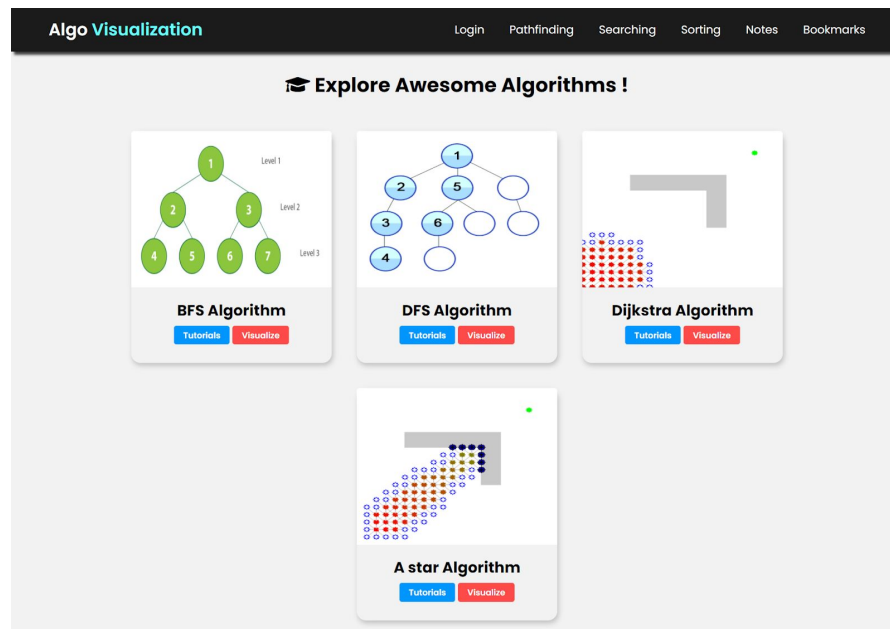 Algo Visualization Login Pathfinding Searching Sorting Notes Bookmarks
Explore Awesome Algorithms !
1 Level 1
2 3 Level 2
4 5 6 7 Level 3
BFS Algorithm
Tutorials Visualize
1
2 5
3 6
4
DFS Algorithm
Tutorials Visualize
Dijkstra Algorithm
Tutorials Visualize
A star Algorithm
Tutorials Visualize